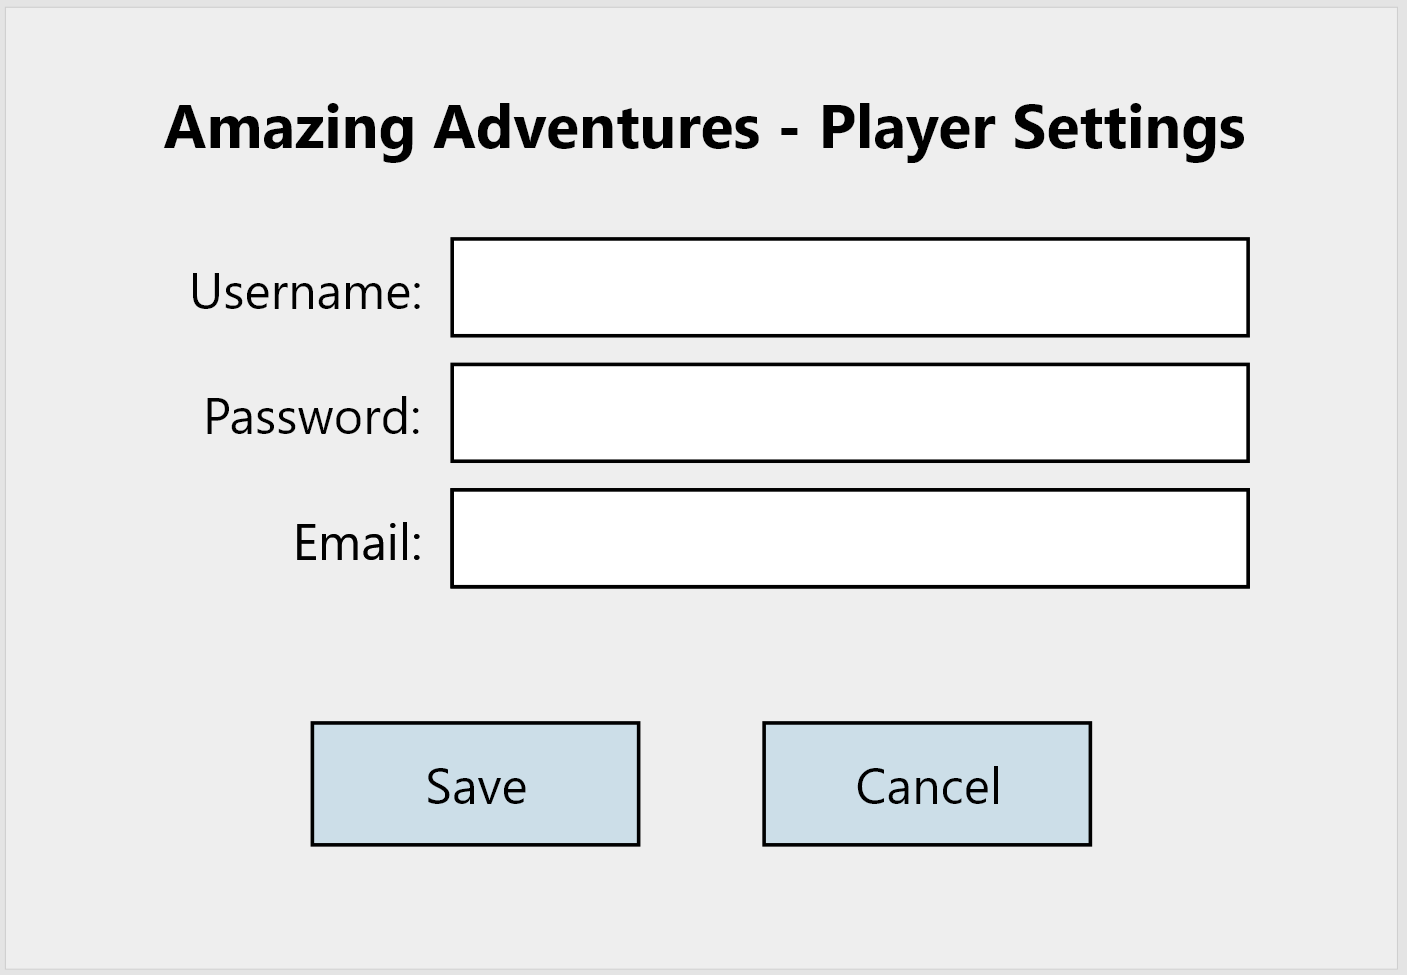 Amazing Adventures - Player Settings
Username:
Password:
Email:
Save
Cancel